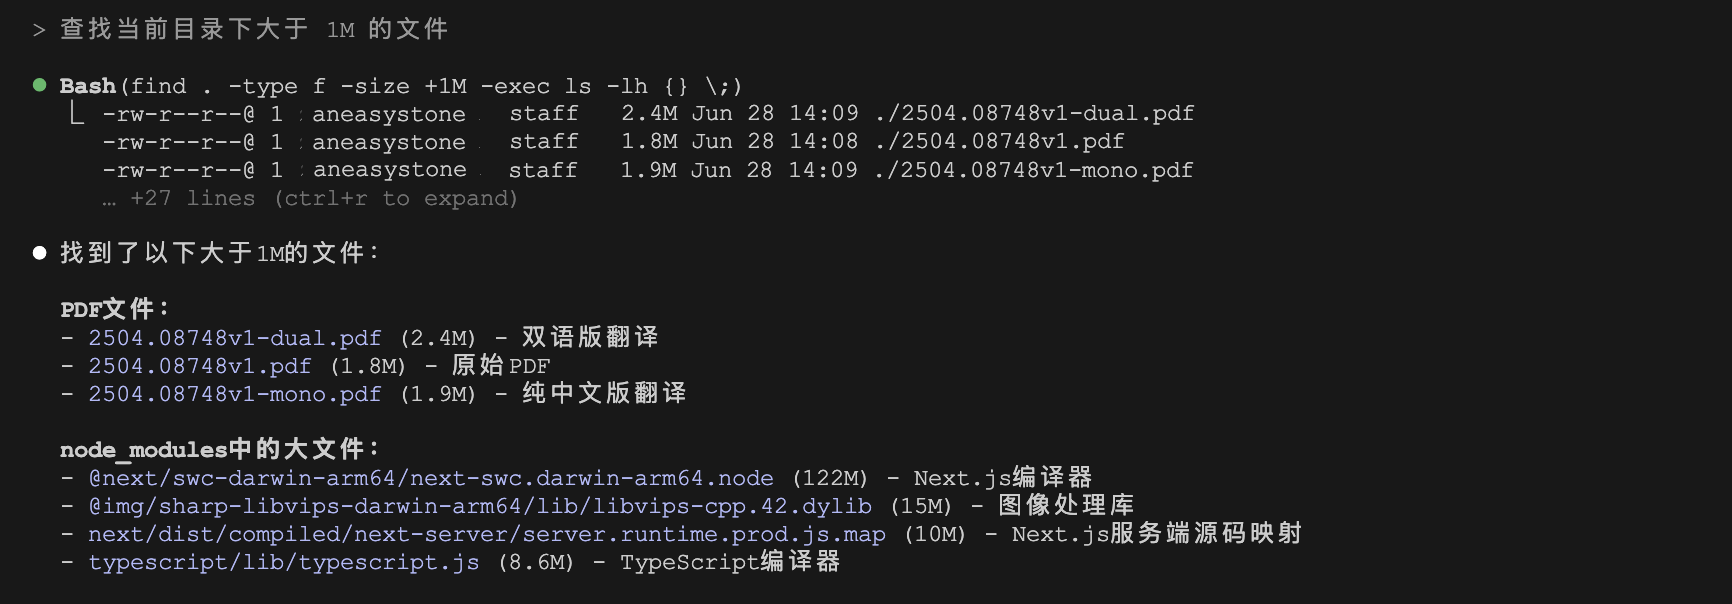 > 查找当前目录下大于 1M 的文件
Bash(find . -type f -size +1M -exec ls -lh {} \;)
-rw-r--r--@ 1 aneasystone staff 2.4M Jun 28 14:09 ./2504.08748v1-dual.pdf
-rw-r--r--@ 1 aneasystone staff 1.8M Jun 28 14:08 ./2504.08748v1.pdf
-rw-r--r--@ 1 aneasystone staff 1.9M Jun 28 14:09 ./2504.08748v1-mono.pdf
… +27 lines (ctrl+r to expand)
找到了以下大于1M的文件：
PDF文件：
- 2504.08748v1-dual.pdf (2.4M) - 双语版翻译
- 2504.08748v1.pdf (1.8M) - 原始PDF
- 2504.08748v1-mono.pdf (1.9M) - 纯中文版翻译
node_modules中的大文件：
- @next/swc-darwin-arm64/next-swc.darwin-arm64.node (122M) - Next.js编译器
- @img/sharp-libvips-darwin-arm64/lib/libvips-cpp.42.dylib (15M) - 图像处理库
- next/dist/compiled/next-server/server.runtime.prod.js.map (10M) - Next.js服务端源码映射
- typescript/lib/typescript.js (8.6M) - TypeScript编译器